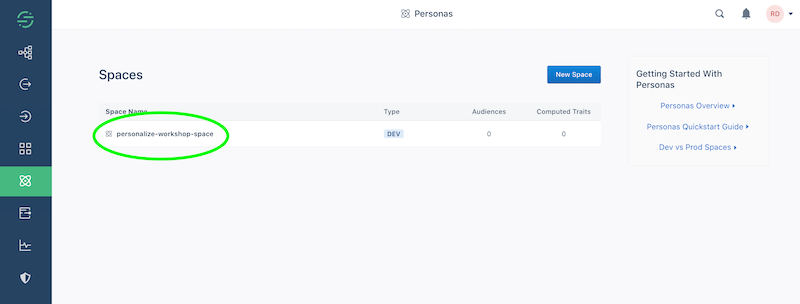 Personas
RD
Spaces
New Space
Space Name Type Audiences Computed Traits
personalize-workshop-space DEV 0 0
Getting Started With
Personas
Personas Overview
Personas Quickstart Guide
Dev vs Prod Spaces